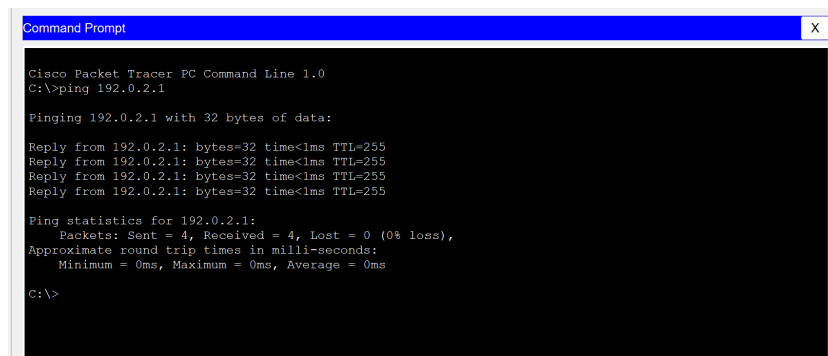 Command Prompt
X
Cisco Packet Tracer PC Command Line 1.0
C:\>ping 192.0.2.1
Pinging 192.0.2.1 with 32 bytes of data:
Reply from 192.0.2.1: bytes=32 time<1ms TTL=255
Reply from 192.0.2.1: bytes=32 time<1ms TTL=255
Reply from 192.0.2.1: bytes=32 time<1ms TTL=255
Reply from 192.0.2.1: bytes=32 time<1ms TTL=255
Ping statistics for 192.0.2.1:
    Packets: Sent = 4, Received = 4, Lost = 0 (0% loss),
Approximate round trip times in milli-seconds:
    Minimum = 0ms, Maximum = 0ms, Average = 0ms
C:\>